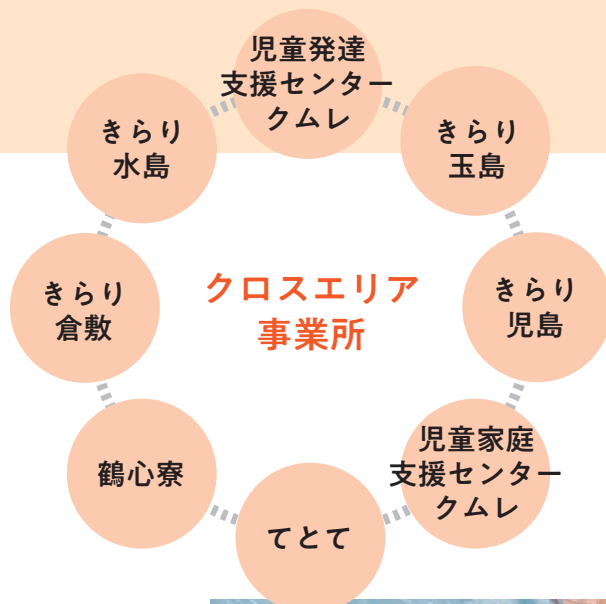 児童発達
支援センター
クムレ
きらり
水島
きらり
玉島
きらり
倉敷
クロスエリア
事業所
きらり
児島
鶴心寮
児童家庭
支援センター
クムレ
てとて